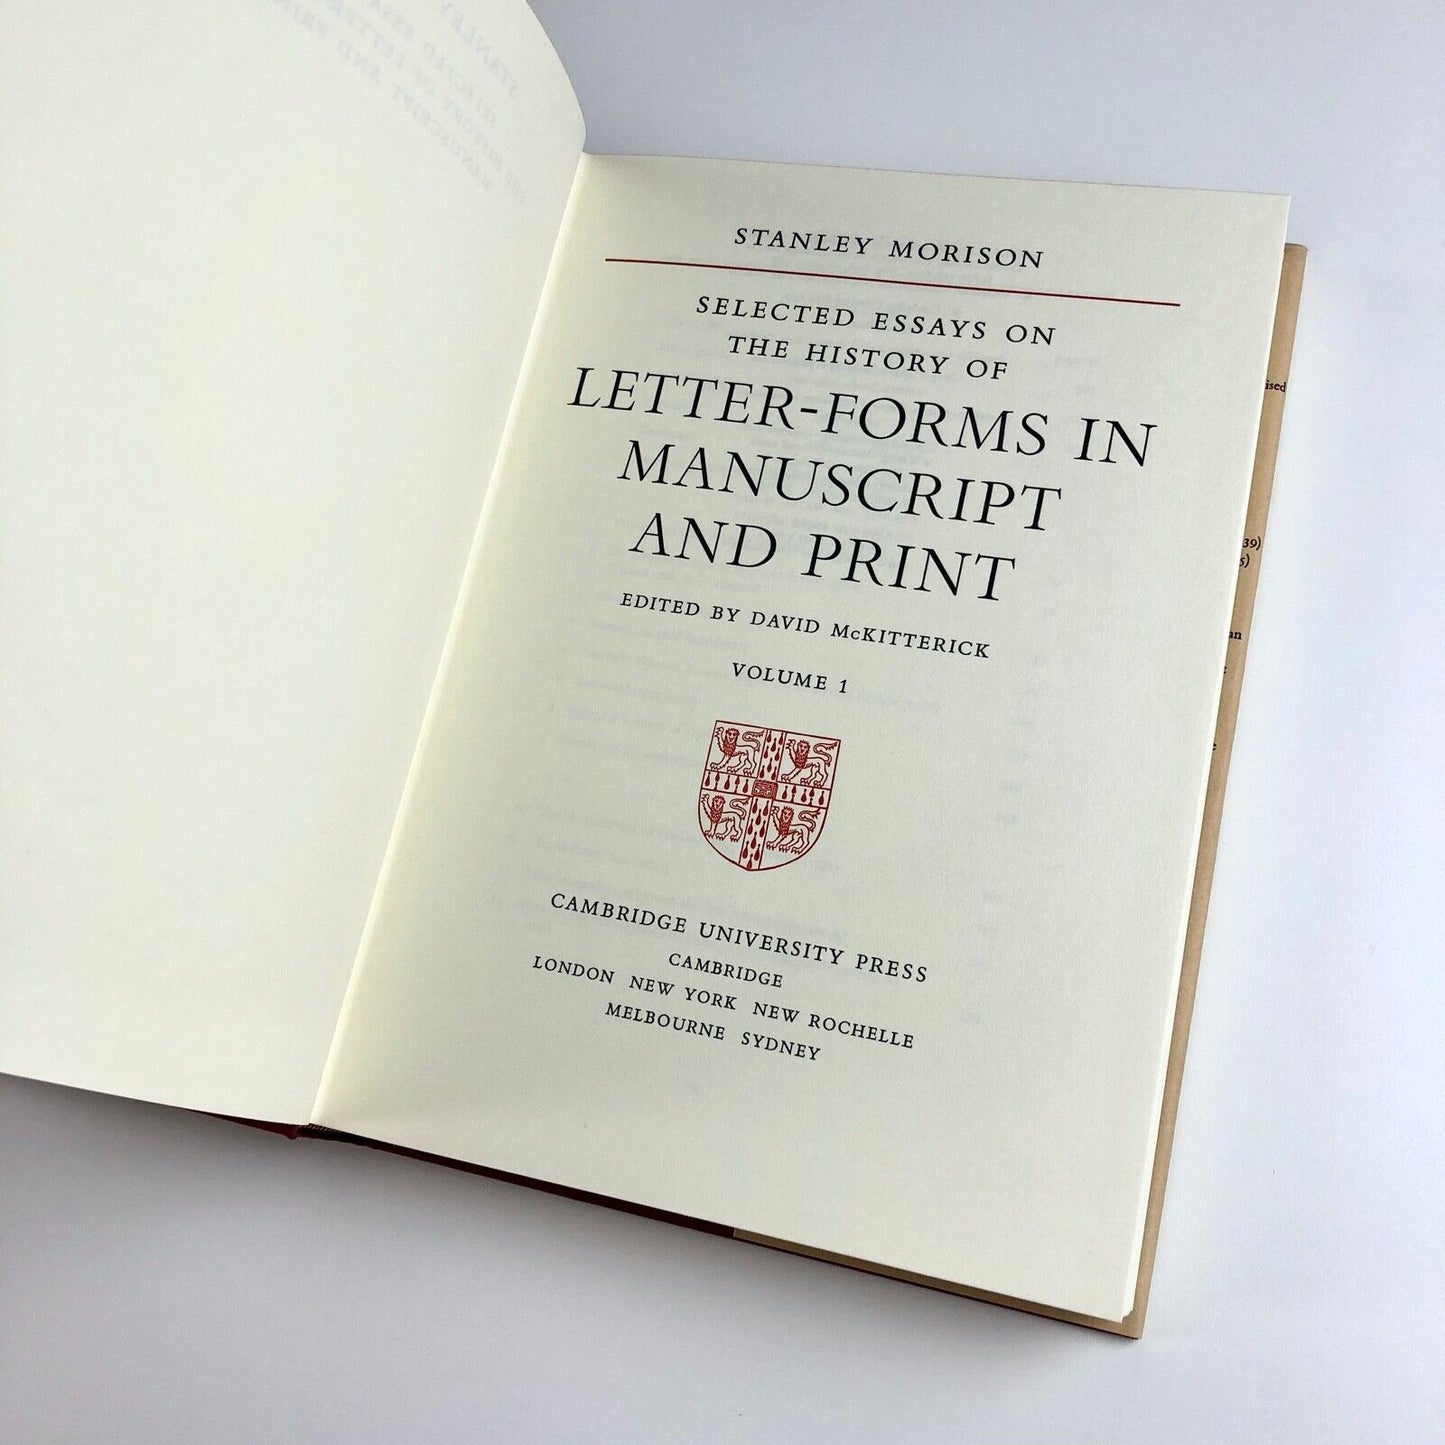 STANLEY MORISON
SELECTED ESSAYS ON
THE HISTORY OF
LETTER-FORMS IN
MANUSCRIPT
AND PRINT
EDITED BY DAVID McKITTERICK
VOLUME 1
CAMBRIDGE UNIVERSITY PRESS
CAMBRIDGE
LONDON NEW YORK NEW ROCHELLE
MELBOURNE SYDNEY